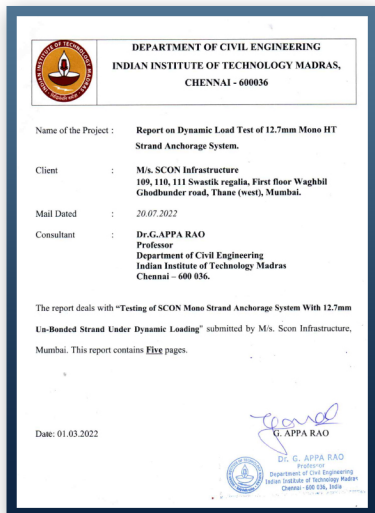 INDIAN INSTITUTE OF TECHNOLOGY MADRAS
DEPARTMENT OF CIVIL ENGINEERING
INDIAN INSTITUTE OF TECHNOLOGY MADRAS,
CHENNAI - 600036
Name of the Project : Report on Dynamic Load Test of 12.7mm Mono HT
Strand Anchorage System.
Client : M/s. SCON Infrastructure
109, 110, 111 Swastik regalia, First floor Waghbil
Ghodbunder road, Thane (west), Mumbai.
Mail Dated : 20.07.2022
Consultant : Dr.G.APPA RAO
Professor
Department of Civil Engineering
Indian Institute of Technology Madras
Chennai – 600 036.
The report deals with “Testing of SCON Mono Strand Anchorage System With 12.7mm
Un-Bonded Strand Under Dynamic Loading” submitted by M/s. Scon Infrastructure,
Mumbai. This report contains Five pages.
Date: 01.03.2022
G. APPA RAO
Dr. G. APPA RAO
Professor
Department of Civil Engineering
Indian Institute of Technology Madras
Chennai - 600 036, India